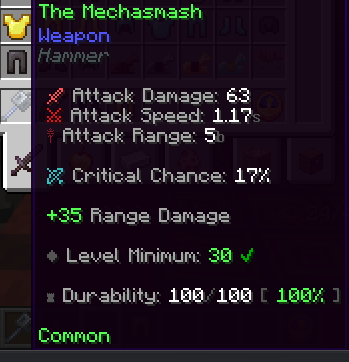 The Mechasmash
Weapon
Hammer
Attack Damage: 63
Attack Speed: 1.17s
Attack Range: 5b
Critical Chance: 17%
+35 Range Damage
Level Minimum: 30 ✓
Durability: 100/100 [ 100% ]
Common